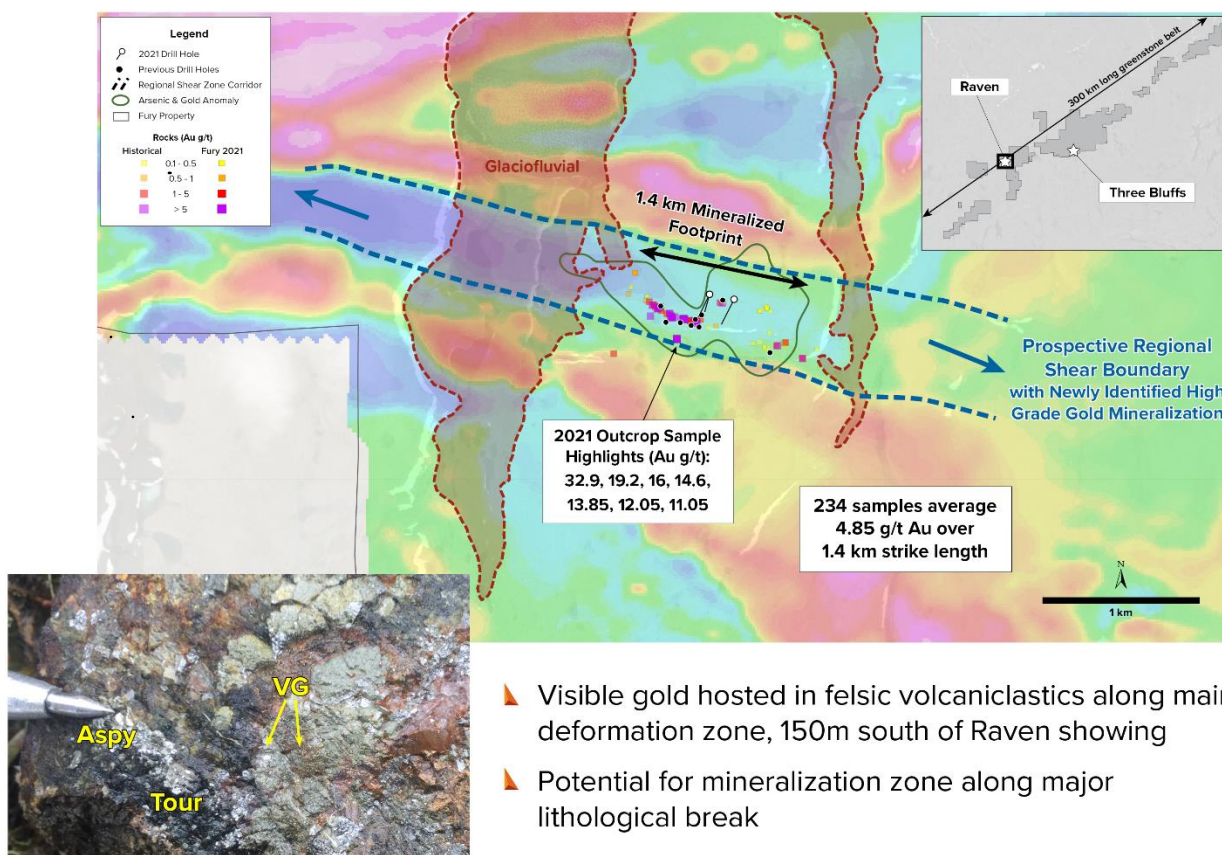 Legend
2021 Drill Hole
Previous Drill Holes
Regional Shear Zone Corridor
Arsenic & Gold Anomaly
Fury Property
Rocks (Au g/t)
Historical Fury 2021
0.1 - 0.5
0.5 - 1
1 - 5
> 5
Glaciofluvial
1.4 km Mineralized
Footprint
300 km long greenstone belt
Raven
Three Bluffs
Prospective Regional
Shear Boundary
with Newly Identified High
Grade Gold Mineralization
2021 Outcrop Sample
Highlights (Au g/t):
32.9, 19.2, 16, 14.6,
13.85, 12.05, 11.05
234 samples average
4.85 g/t Au over
1.4 km strike length
N
1 km
VG
Aspy
Tour
Visible gold hosted in felsic volcaniclastics along main
deformation zone, 150m south of Raven showing
Potential for mineralization zone along major
lithological break